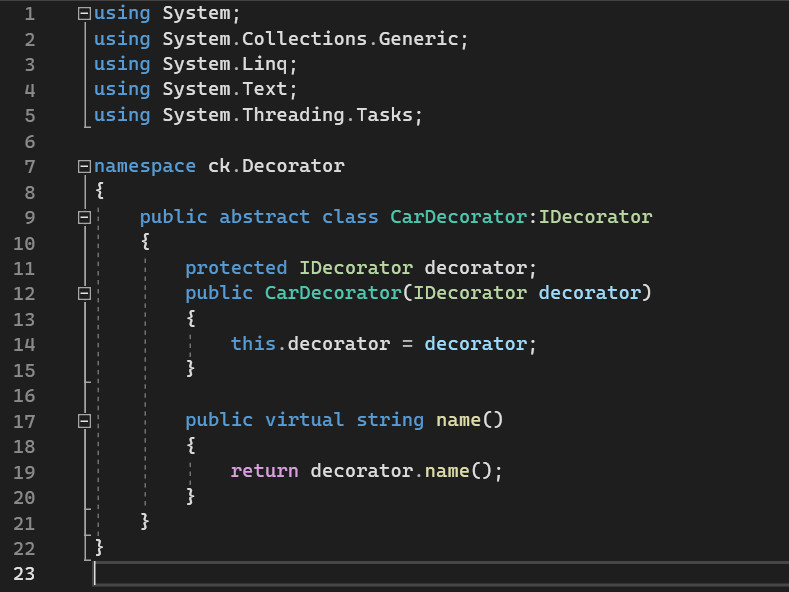 1 using System;
2 using System.Collections.Generic;
3 using System.Linq;
4 using System.Text;
5 using System.Threading.Tasks;
6
7 namespace ck.Decorator
8 {
9     public abstract class CarDecorator:IDecorator
10     {
11         protected IDecorator decorator;
12         public CarDecorator(IDecorator decorator)
13         {
14             this.decorator = decorator;
15         }
16
17         public virtual string name()
18         {
19             return decorator.name();
20         }
21     }
22 }
23